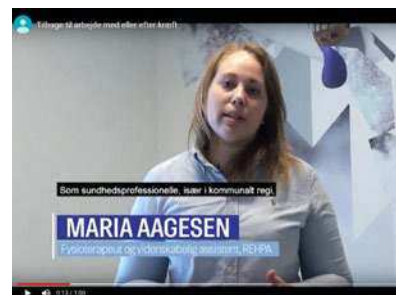 Tilbage til arbejde med eller efter kræft
Som sundhedsprofessionelle, især i kommunalt regi,
MARIA AAGESEN
Fysioterapeut og videnskabelig assistent, REHPA